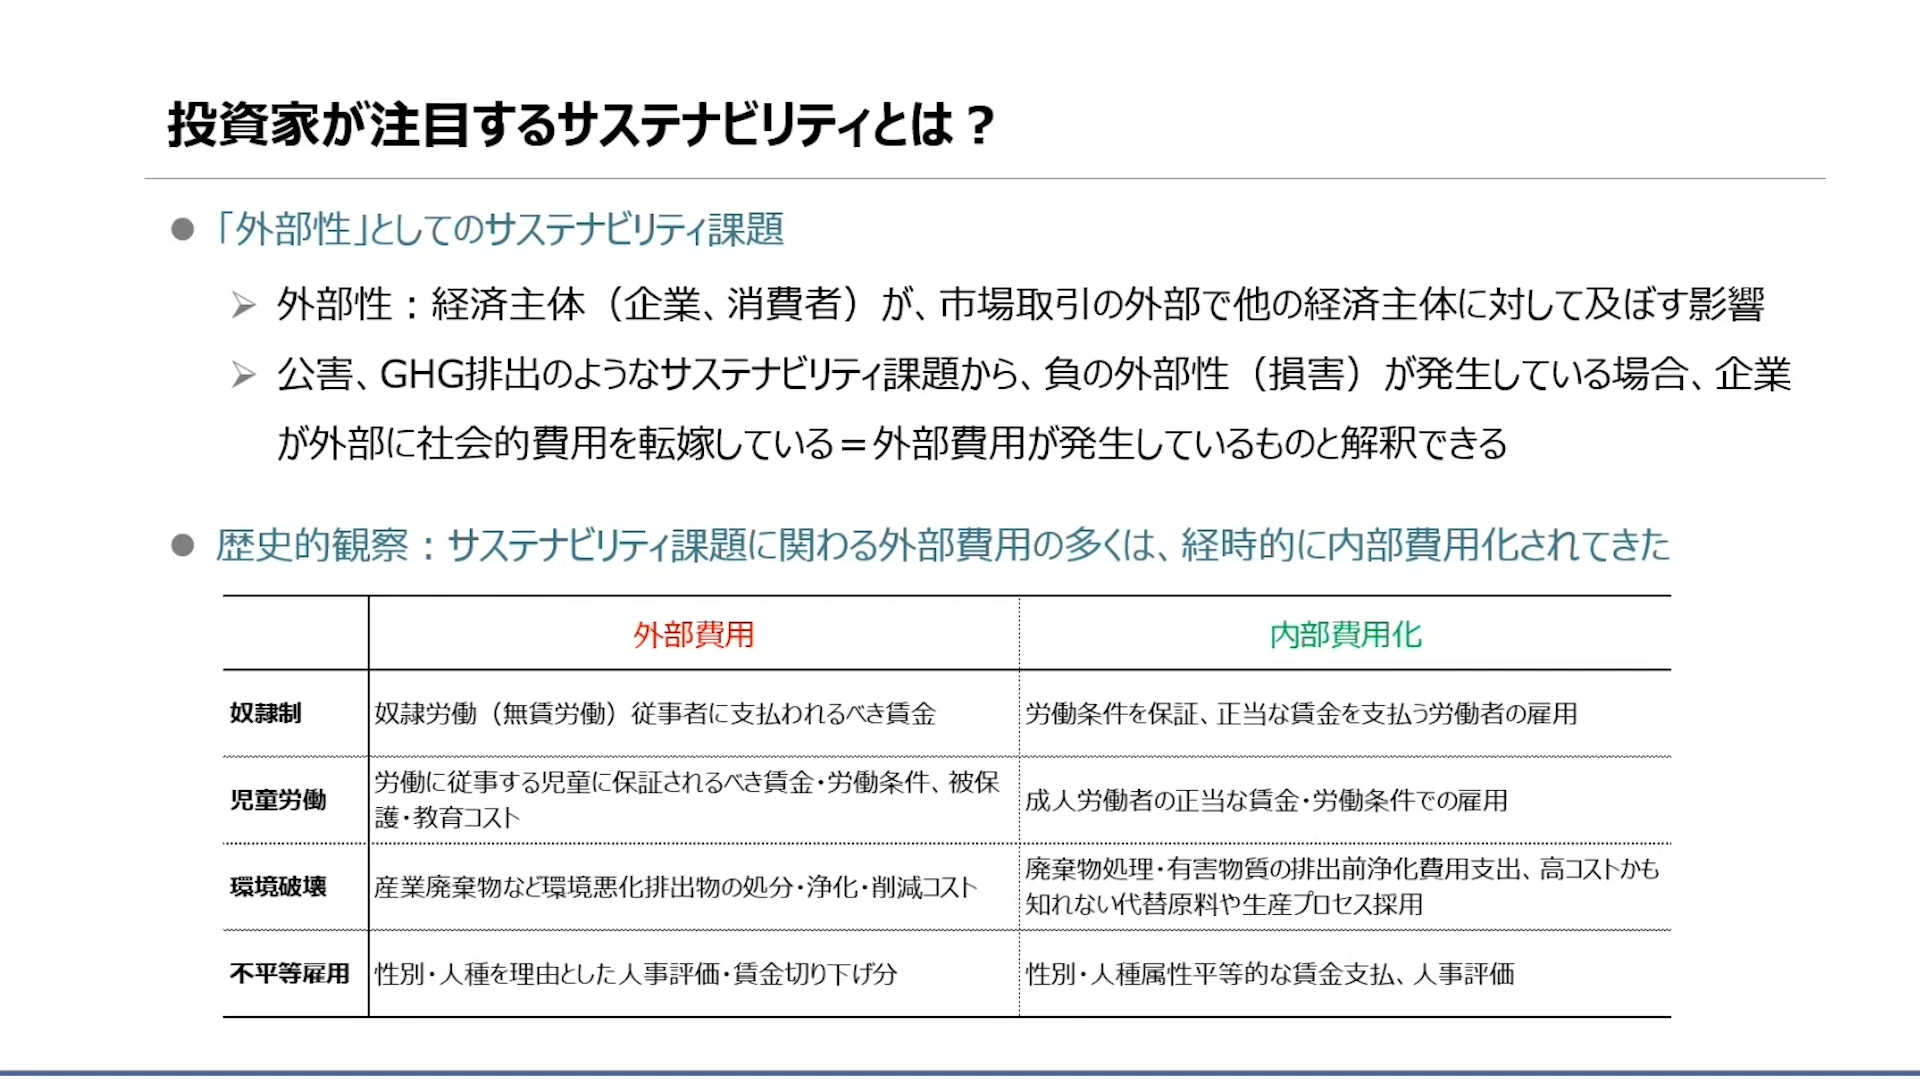 投資家が注目するサステナビリティとは？
● 「外部性」としてのサステナビリティ課題
➢ 外部性：経済主体（企業、消費者）が、市場取引の外部で他の経済主体に対して及ぼす影響
➢ 公害、GHG排出のようなサステナビリティ課題から、負の外部性（損害）が発生している場合、企業
が外部に社会的費用を転嫁している＝外部費用が発生しているものと解釈できる
● 歴史的観察：サステナビリティ課題に関わる外部費用の多くは、経時的に内部費用化されてきた
外部費用 内部費用化
奴隷制 奴隷労働（無賃労働）従事者に支払われるべき賃金 労働条件を保証、正当な賃金を支払う労働者の雇用
児童労働 労働に従事する児童に保証されるべき賃金・労働条件、被保
護・教育コスト 成人労働者の正当な賃金・労働条件での雇用
環境破壊 産業廃棄物など環境悪化排出物の処分・浄化・削減コスト 廃棄物処理・有害物質の排出前浄化費用支出、高コストかも
知れない代替原料や生産プロセス採用
不平等雇用 性別・人種を理由とした人事評価・賃金切り下げ分 性別・人種属性平等的な賃金支払、人事評価